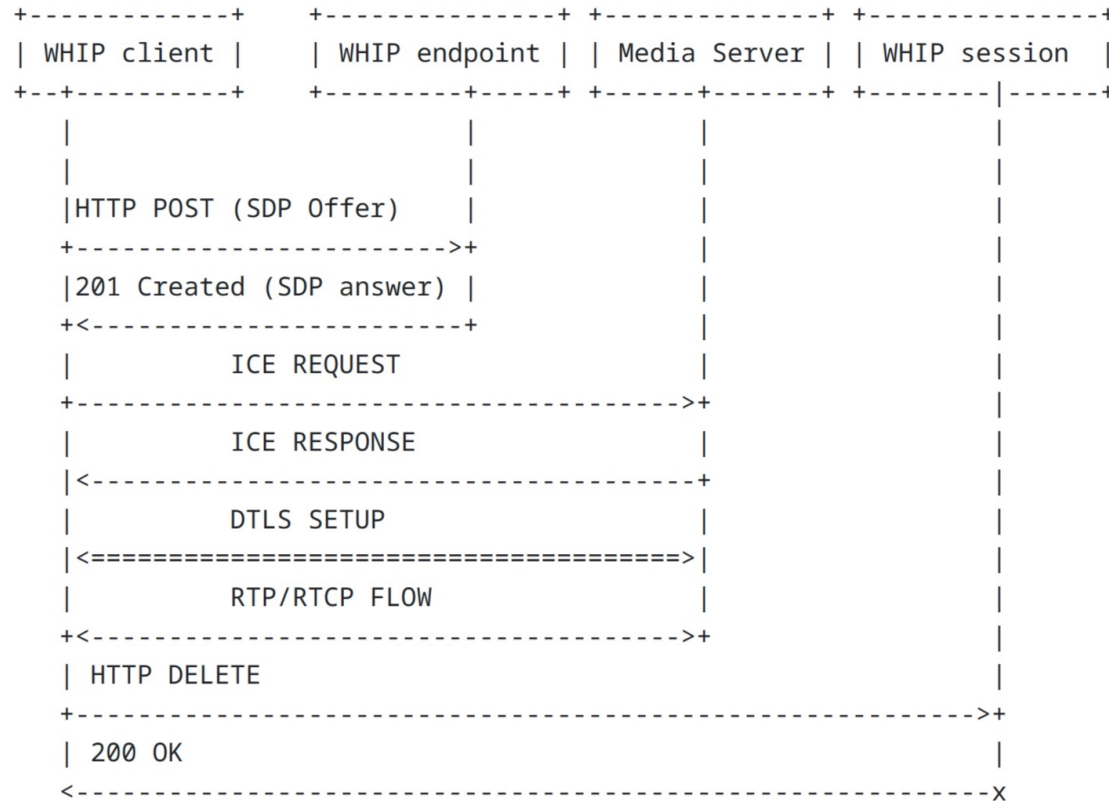 WHIP client | WHIP endpoint | Media Server | WHIP session
HTTP POST (SDP Offer)
201 Created (SDP answer)
ICE REQUEST
ICE RESPONSE
DTLS SETUP
RTP/RTCP FLOW
HTTP DELETE
200 OK